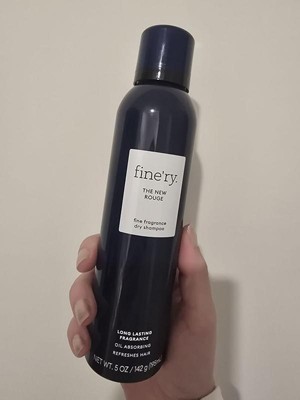 fine'ry.
THE NEW
ROUGE
fine fragrance
dry shampoo
LONG LASTING
FRAGRANCE
OIL ABSORBING
REFRESHES HAIR
NET WT. 5 OZ / 142 g